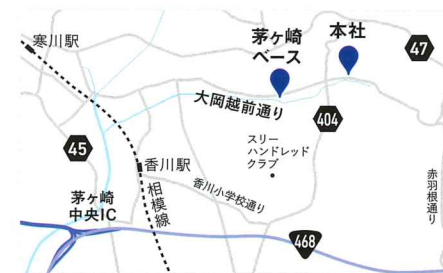 寒川駅
茅ヶ崎
ベース
本社
47
大岡越前通り
404
45
スリー
ハンドレッド
クラブ
香川駅
香川小学校通り
相模線
茅ヶ崎
中央IC
468
赤羽根通り